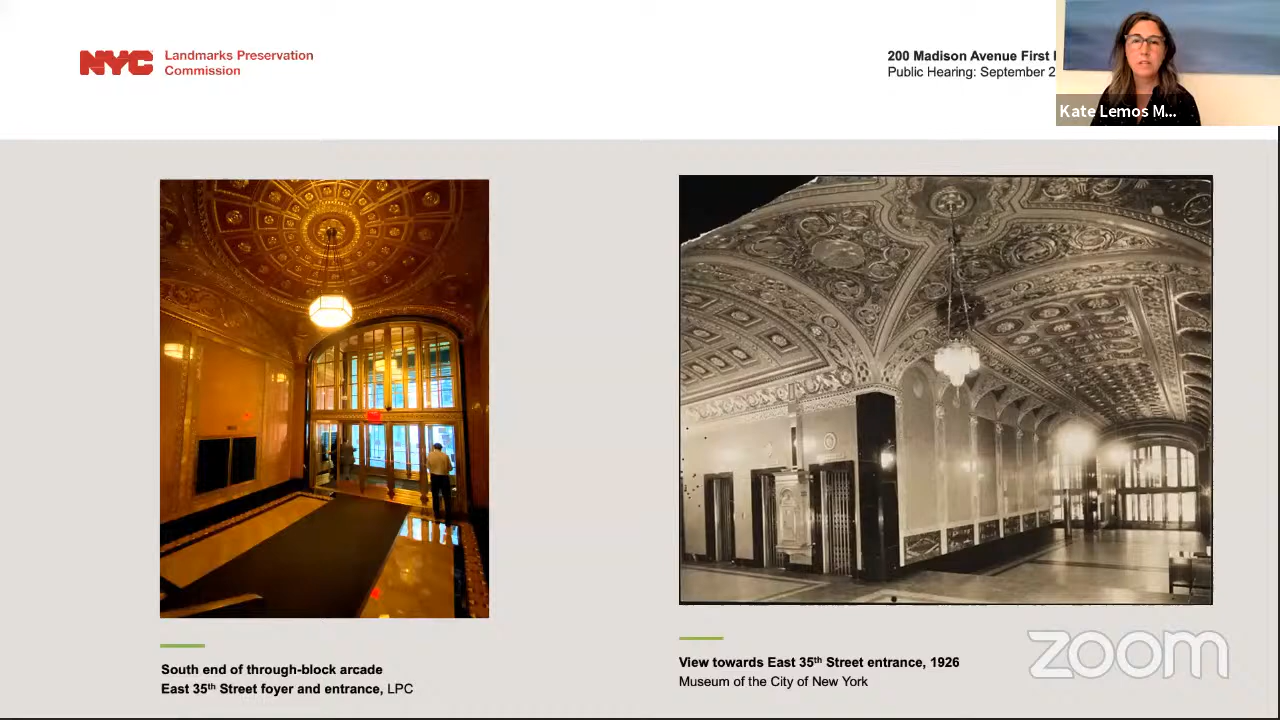 NYC
Landmarks Preservation
Commission
200 Madison Avenue First
Public Hearing: September 2
Kate Lemos M...
South end of through-block arcade
East 35th Street foyer and entrance, LPC
View towards East 35th Street entrance, 1926
Museum of the City of New York
zoom